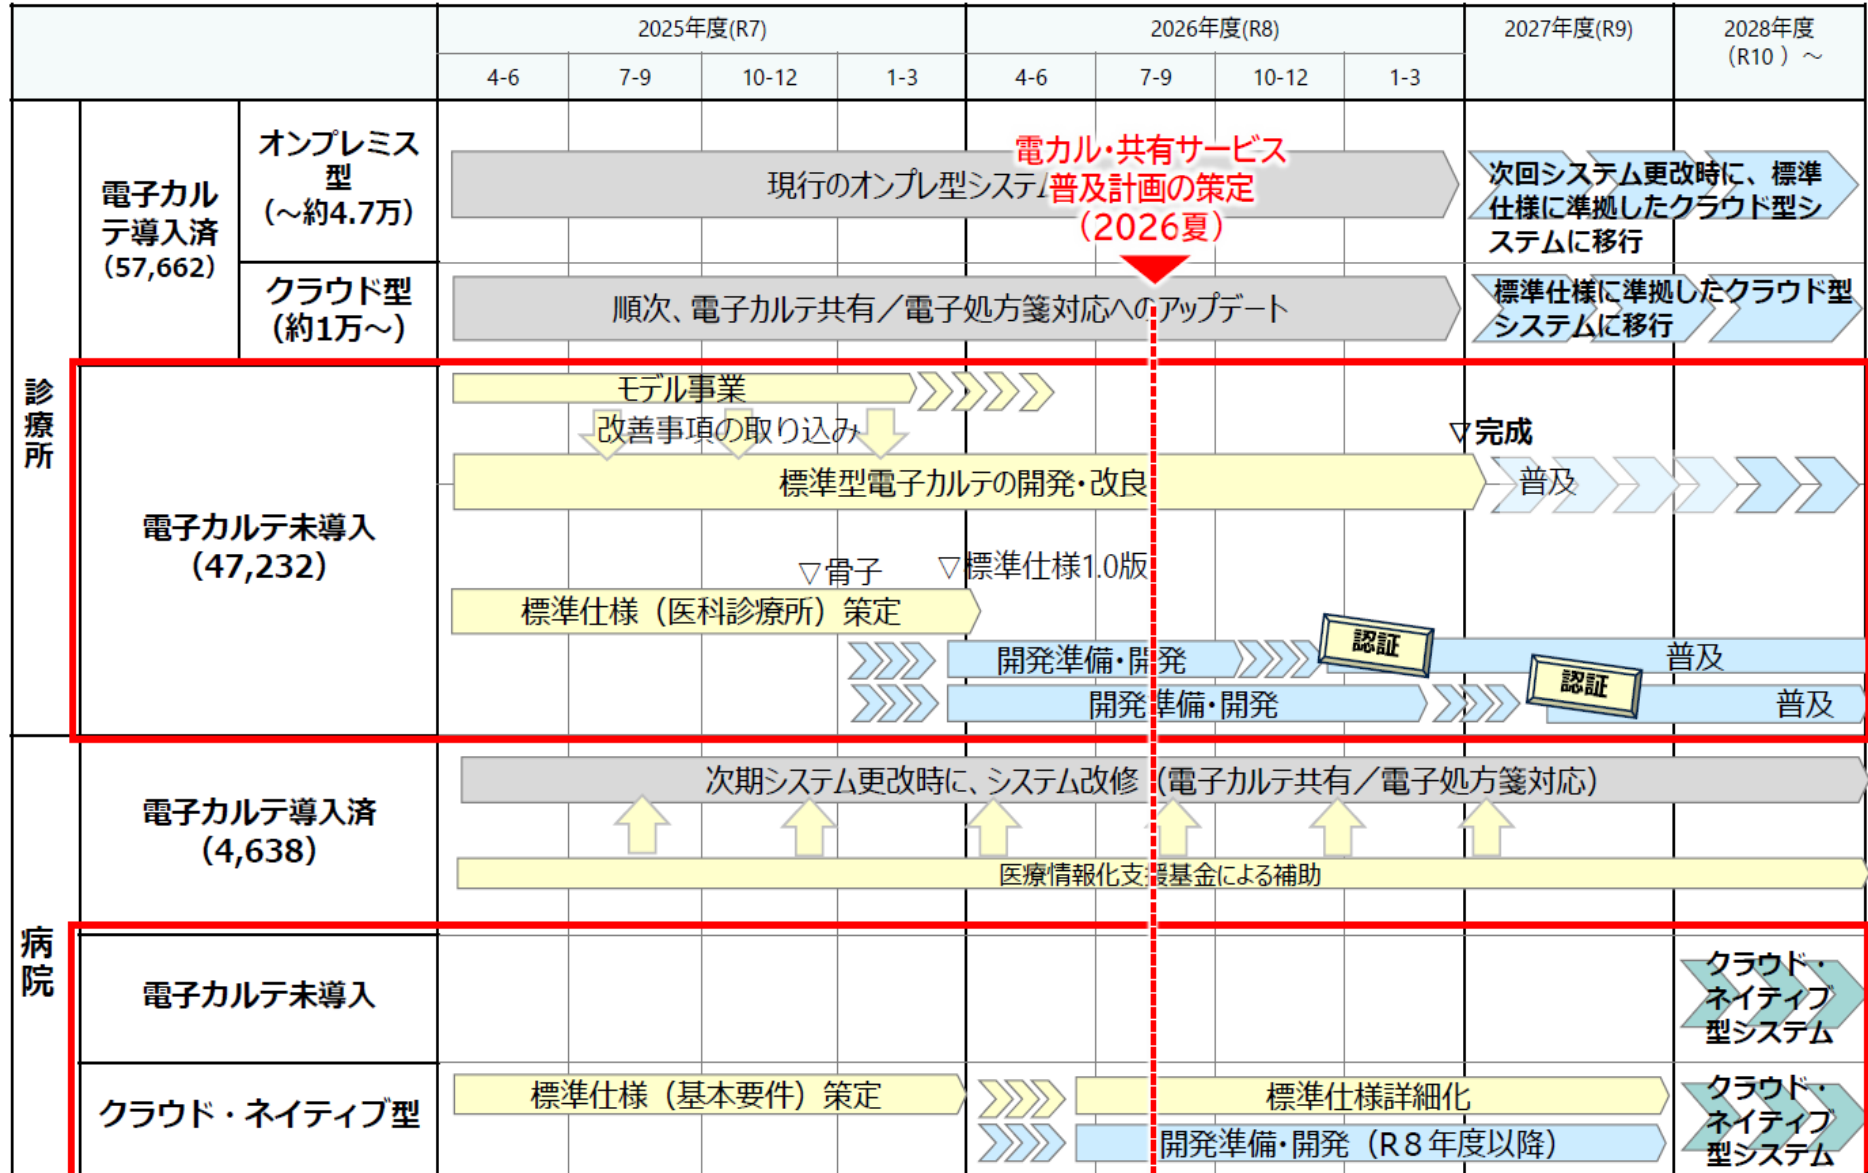 2025年度(R7)
2026年度(R8)
2027年度(R9)
2028年度
（R10 ）～
4-6
7-9
10-12
1-3
4-6
7-9
10-12
1-3
診療所
電子カル
テ導入済
（57,662）
オンプレミス
型
（～約4.7万）
現行のオンプレ型システム
電カル・共有サービス
普及計画の策定
（2026夏）
次回システム更改時に、標準
仕様に準拠したクラウド型シ
ステムに移行
クラウド型
（約1万～）
順次、電子カルテ共有／電子処方箋対応へのアップデート
標準仕様に準拠したクラウド型
システムに移行
電子カルテ未導入
（47,232）
モデル事業
改善事項の取り込み
▽完成
標準型電子カルテの開発・改良
普及
▽骨子
▽標準仕様1.0版
標準仕様（医科診療所）策定
開発準備・開発
認証
普及
開発準備・開発
認証
普及
病院
電子カルテ導入済
（4,638）
次期システム更改時に、システム改修（電子カルテ共有／電子処方箋対応）
医療情報化支援基金による補助
電子カルテ未導入
クラウド・
ネイティブ
型システム
クラウド・ネイティブ型
標準仕様（基本要件）策定
標準仕様詳細化
開発準備・開発（R８年度以降）
クラウド・
ネイティブ
型システム